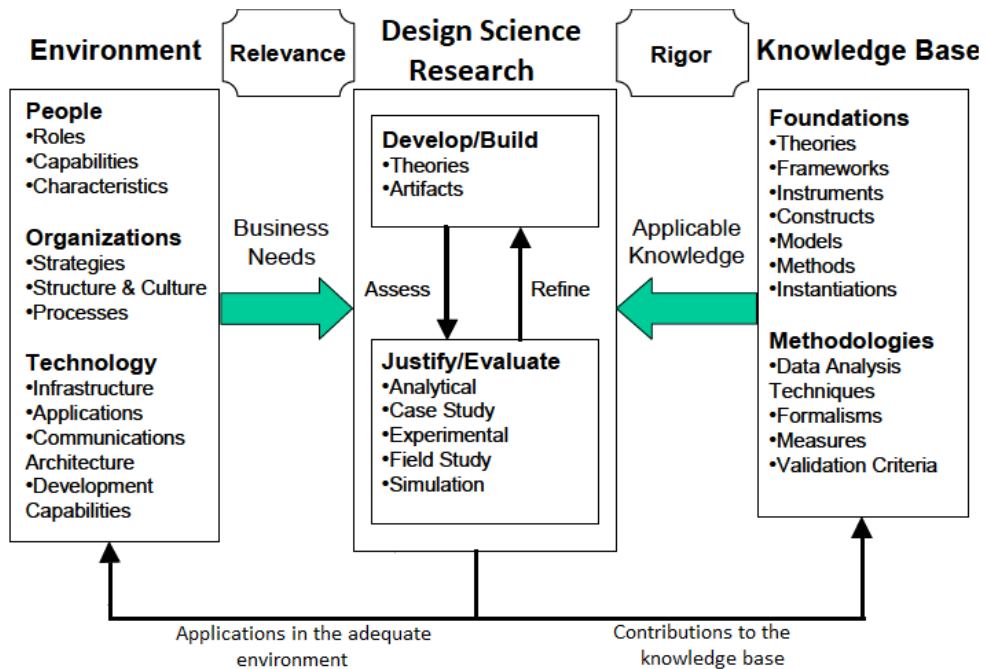 Environment
Relevance
Design Science
Research
Rigor
Knowledge Base
People
•Roles
•Capabilities
•Characteristics
Organizations
•Strategies
•Structure & Culture
•Processes
Technology
•Infrastructure
•Applications
•Communications
Architecture
•Development
Capabilities
Business
Needs
Develop/Build
•Theories
•Artifacts
Assess
Refine
Justify/Evaluate
•Analytical
•Case Study
•Experimental
•Field Study
•Simulation
Applicable
Knowledge
Foundations
•Theories
•Frameworks
•Instruments
•Constructs
•Models
•Methods
•Instantiations
Methodologies
•Data Analysis
Techniques
•Formalisms
•Measures
•Validation Criteria
Applications in the adequate
environment
Contributions to the
knowledge base